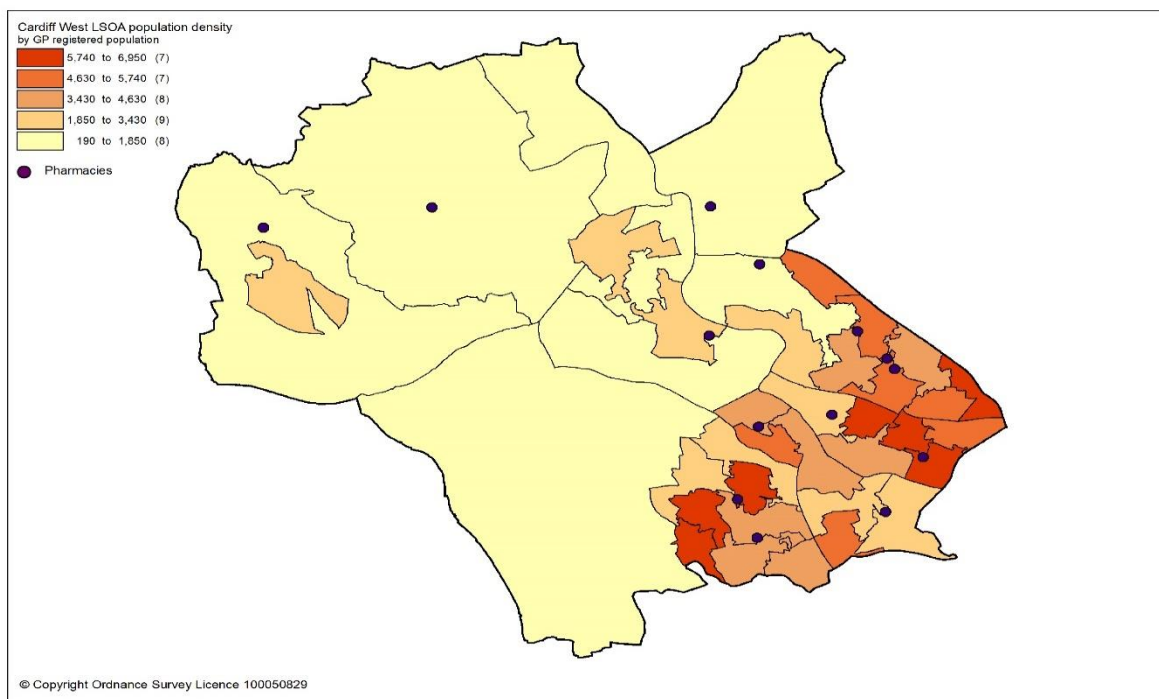 Cardiff West LSOA population density
by GP registered population
5,740 to 6,950 (7)
4,630 to 5,740 (7)
3,430 to 4,630 (8)
1,850 to 3,430 (9)
190 to 1,850 (8)
Pharmacies
© Copyright Ordnance Survey Licence 100050829